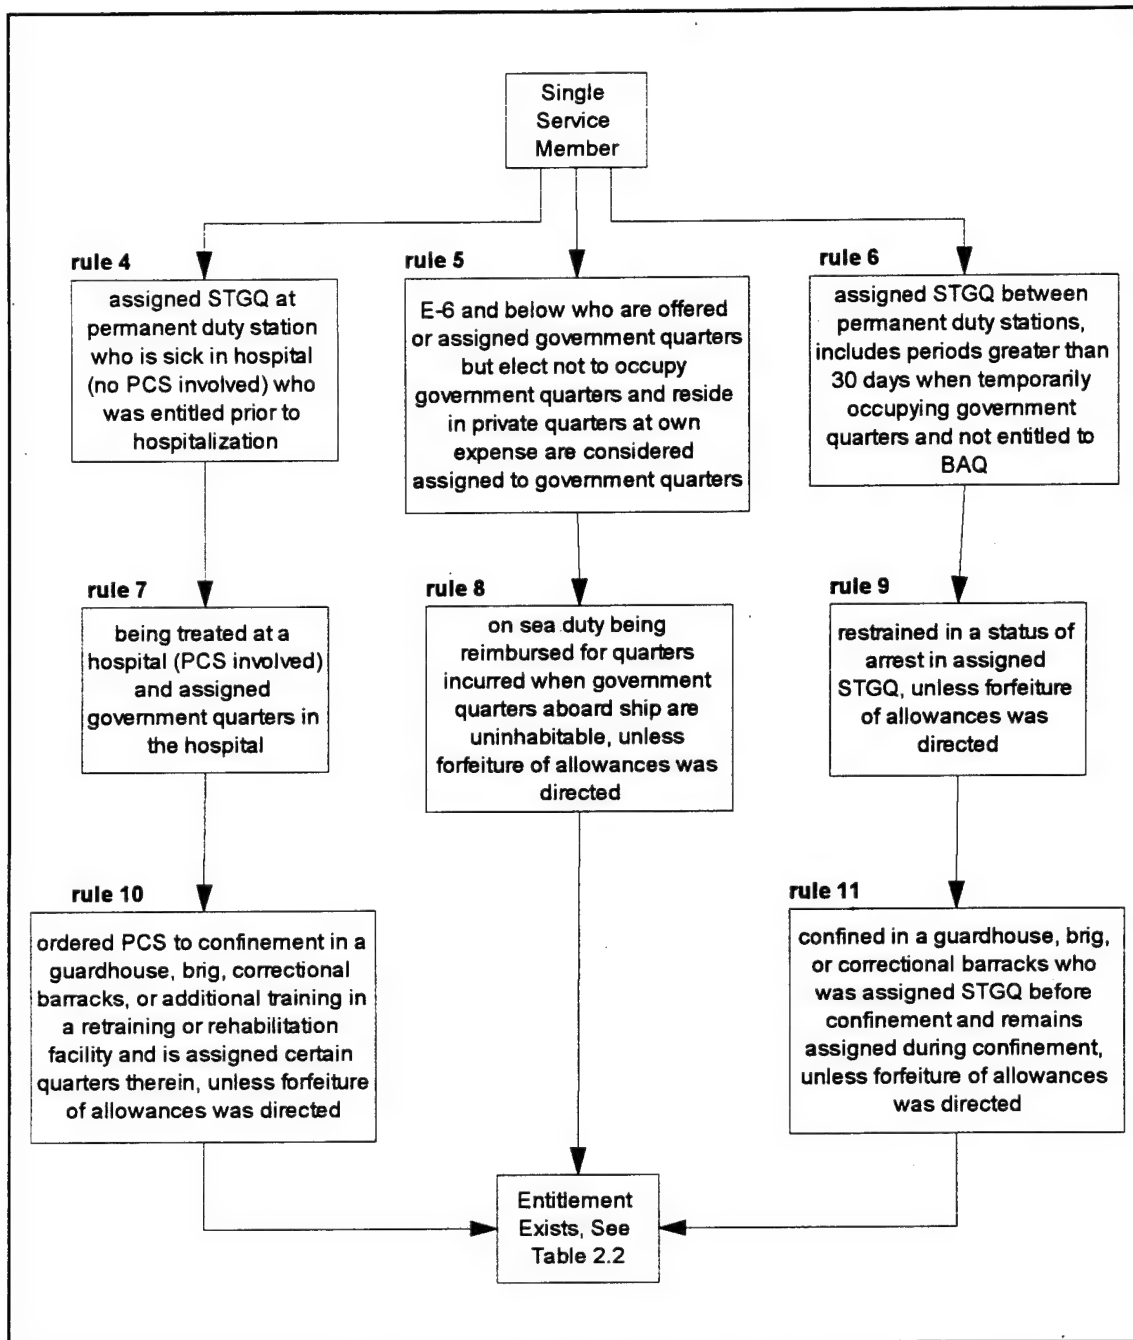 Single
Service
Member
rule 4
assigned STGQ at
permanent duty station
who is sick in hospital
(no PCS involved) who
was entitled prior to
hospitalization
rule 5
E-6 and below who are offered
or assigned government quarters
but elect not to occupy
government quarters and reside
in private quarters at own
expense are considered
assigned to government quarters
rule 6
assigned STGQ between
permanent duty stations,
includes periods greater than
30 days when temporarily
occupying government
quarters and not entitled to
BAQ
rule 7
being treated at a
hospital (PCS involved)
and assigned
government quarters in
the hospital
rule 8
on sea duty being
reimbursed for quarters
incurred when government
quarters aboard ship are
uninhabitable, unless
forfeiture of allowances was
directed
rule 9
restrained in a status of
arrest in assigned
STGQ, unless forfeiture
of allowances was
directed
rule 10
ordered PCS to confinement in a
guardhouse, brig, correctional
barracks, or additional training in
a retraining or rehabilitation
facility and is assigned certain
quarters therein, unless forfeiture
of allowances was directed
rule 11
confined in a guardhouse, brig,
or correctional barracks who
was assigned STGQ before
confinement and remains
assigned during confinement,
unless forfeiture of allowances
was directed
Entitlement
Exists, See
Table 2.2